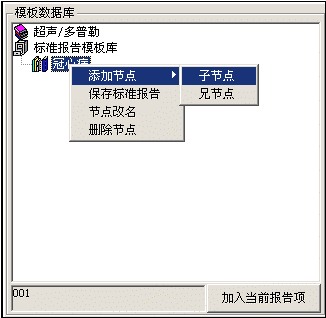 模板数据库
超声/多普勒
标准报告模板库
冠心病
添加节点
子节点
保存标准报告
兄节点
节点改名
删除节点
001
加入当前报告项